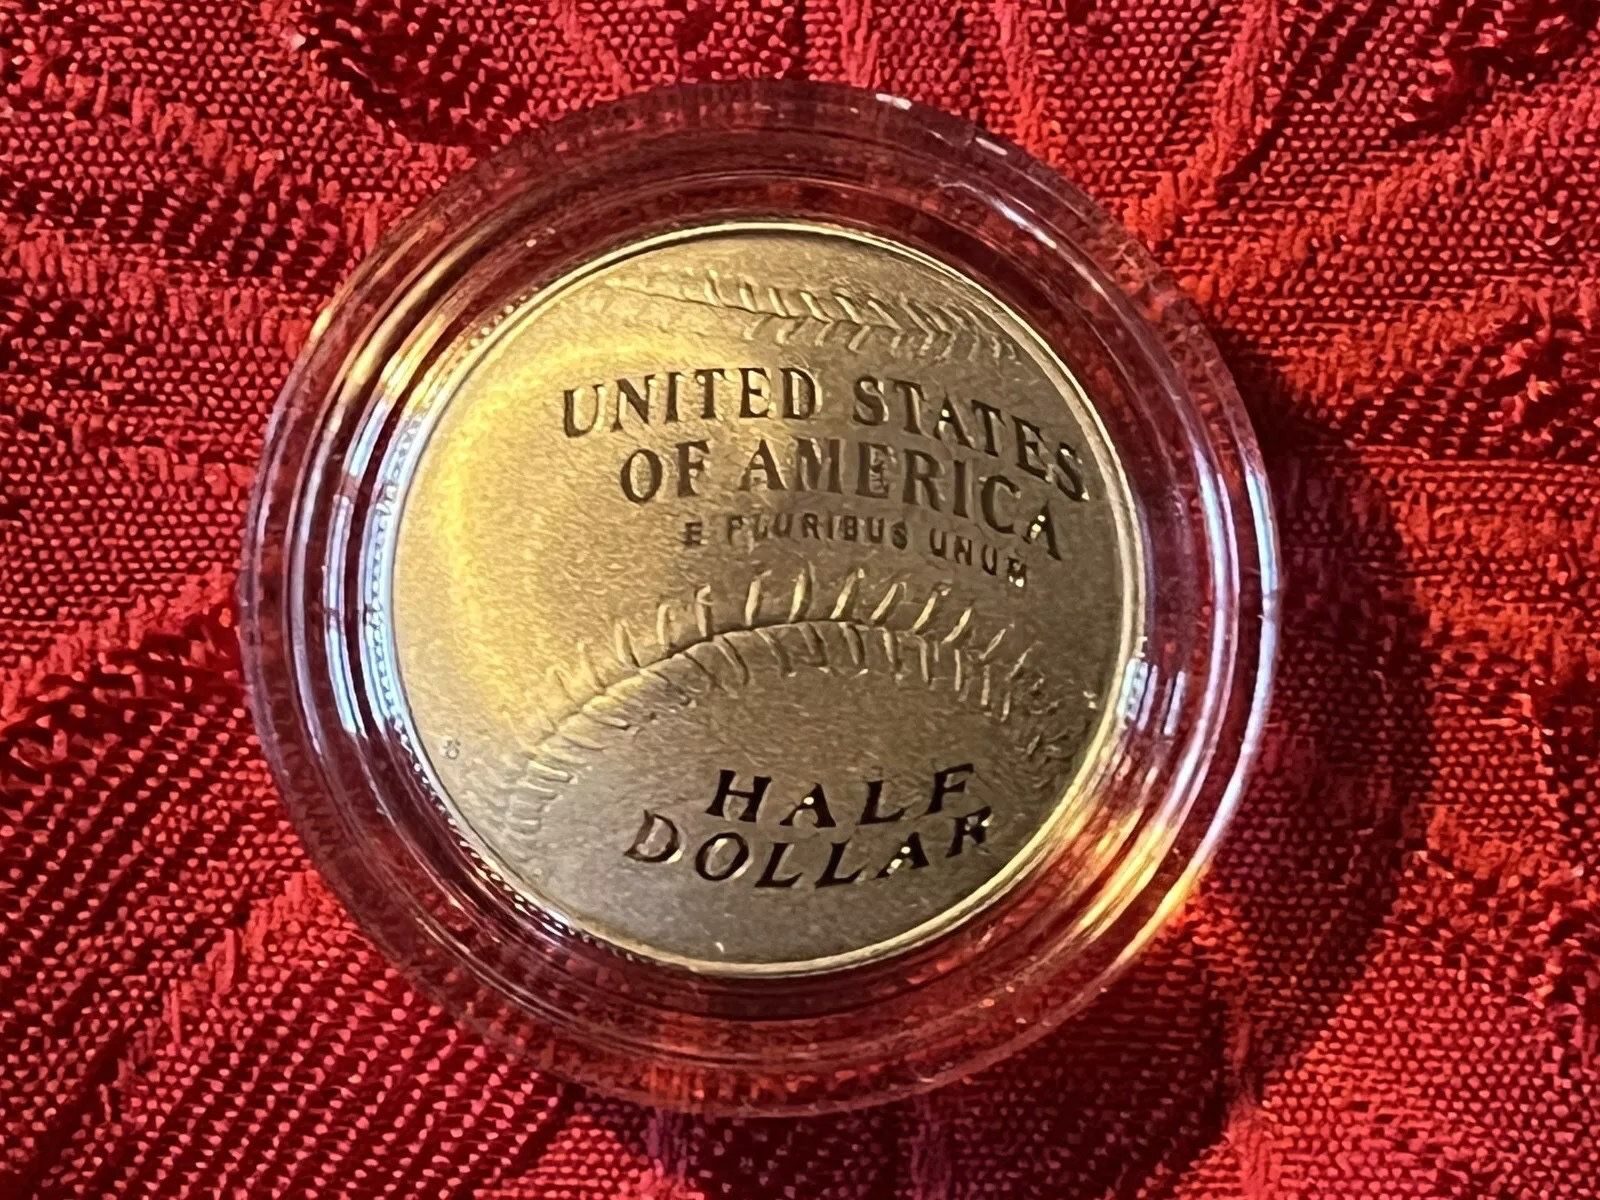 UNITED STATES
OF AMERICA
E PLURIBUS UNUM
HALF
DOLLAR